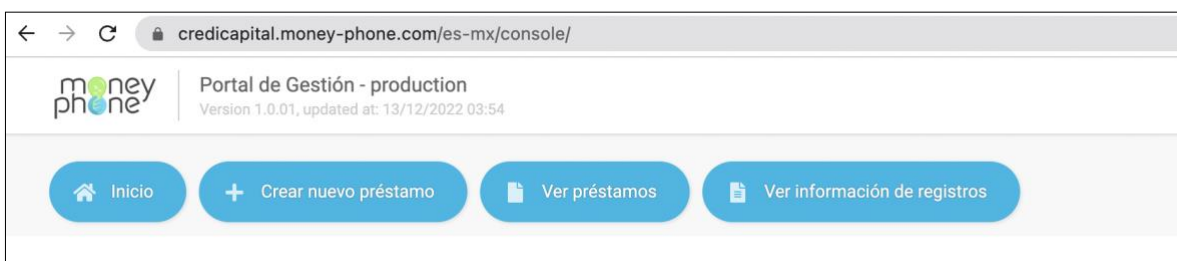 credicapital.money-phone.com/es-mx/console/
money
phone
Portal de Gestión - production
Version 1.0.01, updated at: 13/12/2022 03:54
Inicio
Crear nuevo préstamo
Ver préstamos
Ver información de registros